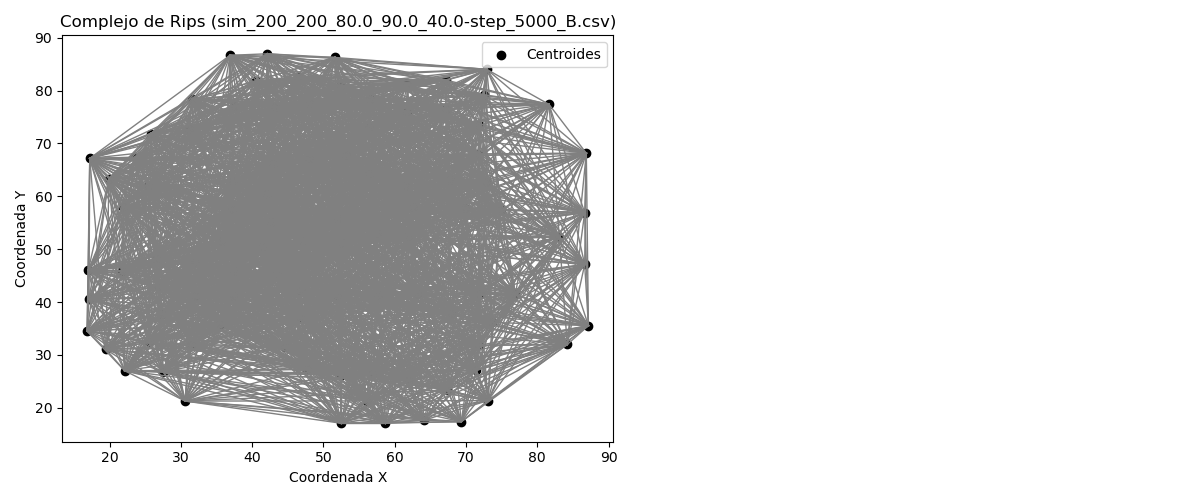 Complejo de Rips (sim_200_200_80.0_90.0_40.0-step_5000_B.csv)
Centroides
90
80
70
60
50
40
30
20
Coordenada Y
20 30 40 50 60 70 80 90
Coordenada X